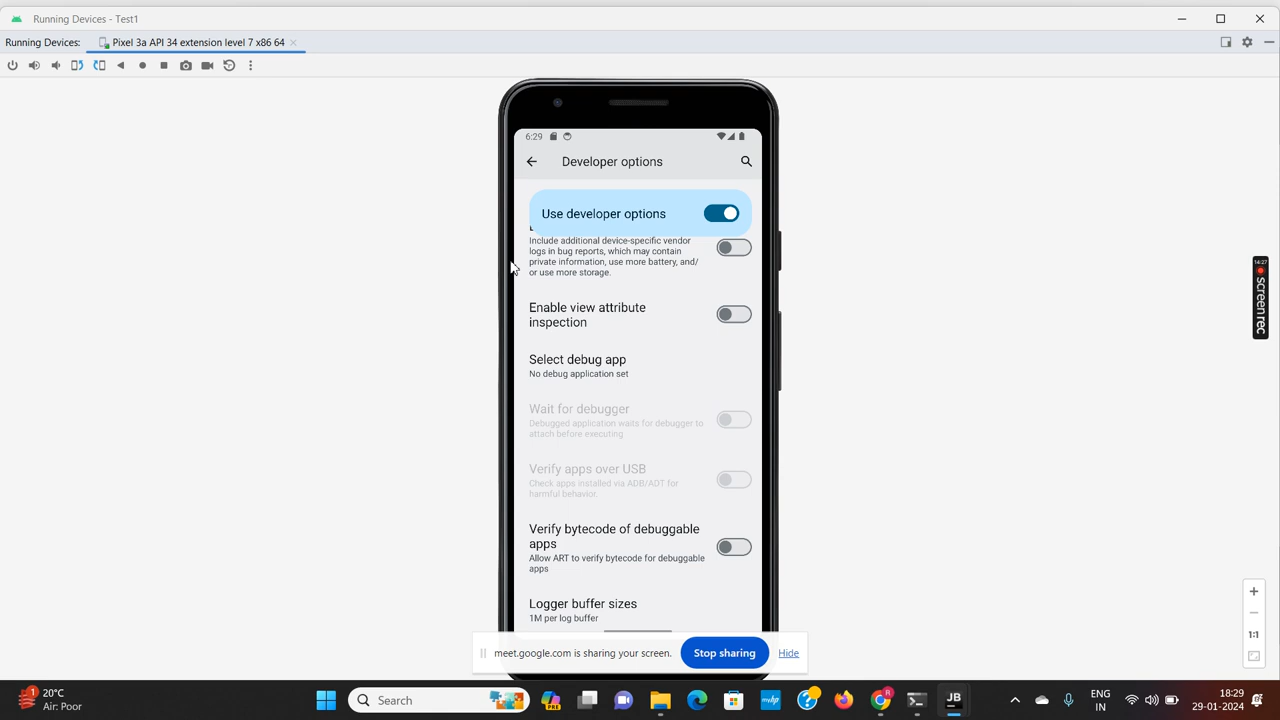 Running Devices - Test1
Running Devices:
Pixel 3a API 34 extension level 7 x86 64
6:29
Developer options
Use developer options
Include additional device-specific vendor
logs in bug reports, which may contain
private information, use more battery, and/
or use more storage.
Enable view attribute
inspection
Select debug app
No debug application set
Wait for debugger
Debugged application waits for debugger to
attach before executing
Verify apps over USB
Check apps installed via ADB/ADT for
harmful behavior.
Verify bytecode of debuggable
apps
Allow ART to verify bytecode for debuggable
apps
Logger buffer sizes
1M per log buffer
meet.google.com is sharing your screen.
Stop sharing
Hide
14:27
screenrec
1:1
1
20°C
Air: Poor
Search
PRE
myhp
R
JB
ENG
IN
18:29
29-01-2024